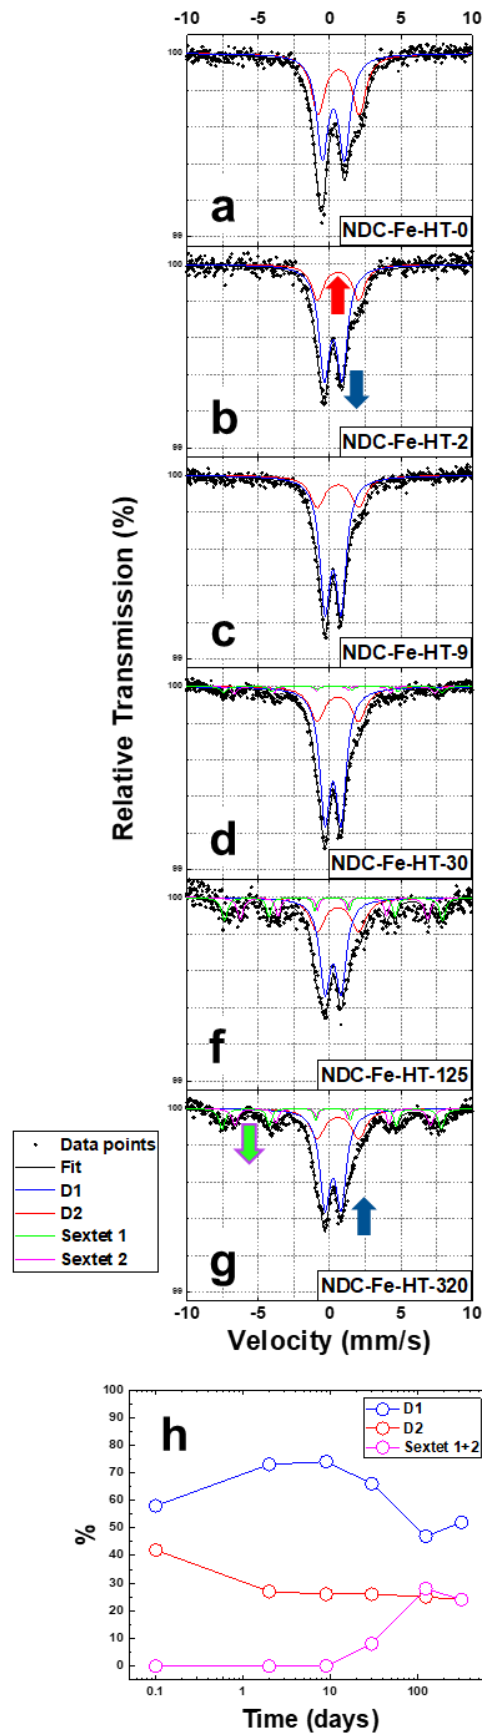 -10 -5 0 5 10
100
a
99
NDC-Fe-HT-0
100
b
99
NDC-Fe-HT-2
100
c
99
NDC-Fe-HT-9
100
d
99
NDC-Fe-HT-30
100
f
99
NDC-Fe-HT-125
100
g
99
NDC-Fe-HT-320
Relative Transmission (%)
Data points
Fit
D1
D2
Sextet 1
Sextet 2
-10 -5 0 5 10
Velocity (mm/s)
h
D1
D2
Sextet 1+2
100
90
80
70
60
50
40
30
20
10
0
%
0.1 1 10 100
Time (days)